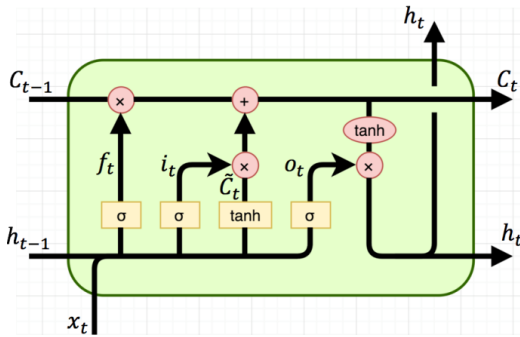 h_t
C_{t-1} × + C_t
tanh
f_t i_t × C̃_t o_t ×
σ σ tanh σ
h_{t-1} h_t
x_t